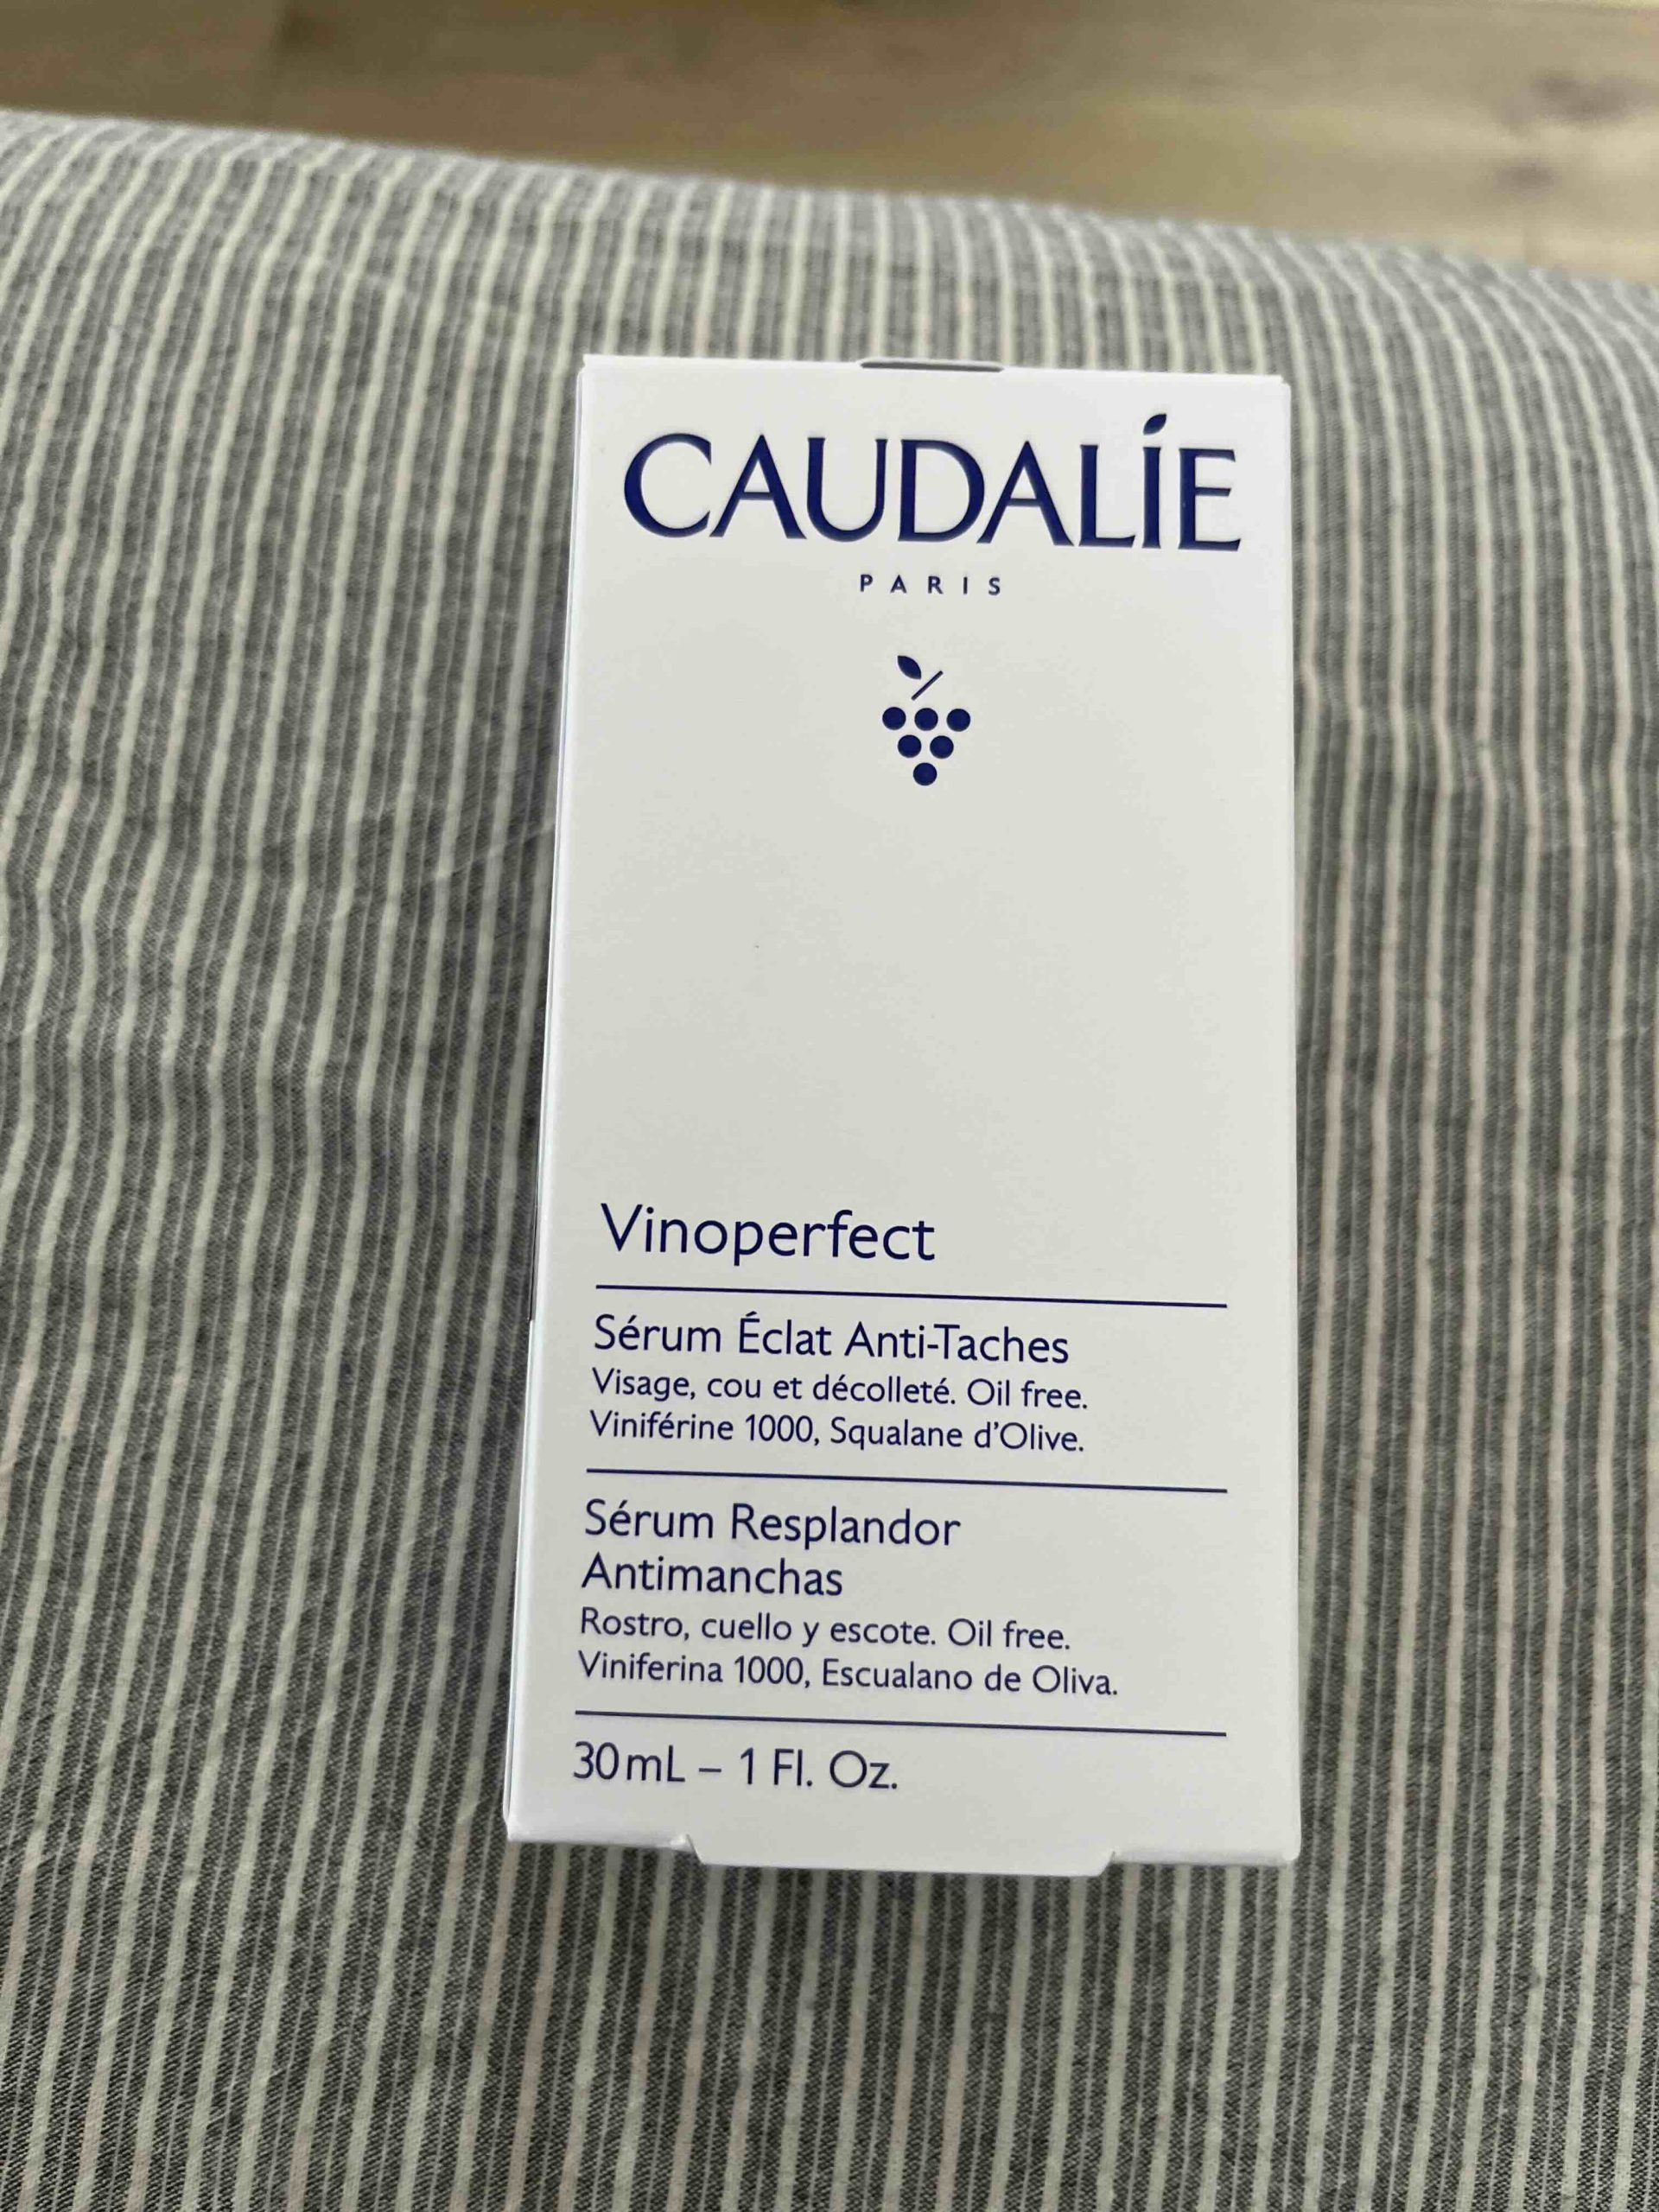 CAUDALÍE
PARIS
Vinoperfect
Sérum Éclat Anti-Taches
Visage, cou et décolleté. Oil free.
Viniférine 1000, Squalane d'Olive.
Sérum Resplandor
Antimanchas
Rostro, cuello y escote. Oil free.
Viniferina 1000, Escualano de Oliva.
30mL – 1 Fl. Oz.